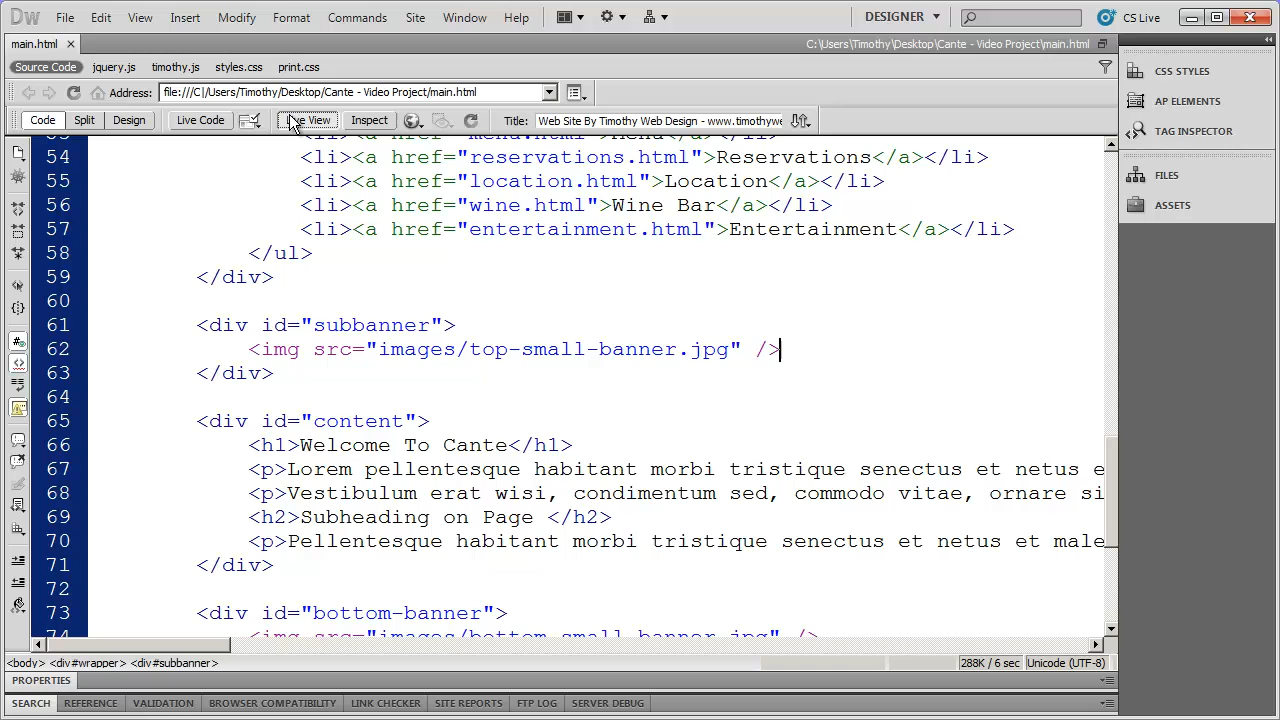 Dw File Edit View Insert Modify Format Commands Site Window Help DESIGNER CS Live
main.html C:\Users\Timothy\Desktop\Cante - Video Project\main.html
Source Code jquery.js timothy.js styles.css print.css
Address: file:///C|/Users/Timothy/Desktop/Cante - Video Project/main.html
Code Split Design Live Code View Inspect Title: Web Site By Timothy Web Design - www.timothywe
54 <li><a href="reservations.html">Reservations</a></li>
55 <li><a href="location.html">Location</a></li>
56 <li><a href="wine.html">Wine Bar</a></li>
57 <li><a href="entertainment.html">Entertainment</a></li>
58 </ul>
59 </div>
60
61 <div id="subbanner">
62 <img src="images/top-small-banner.jpg" />
63 </div>
64
65 <div id="content">
66 <h1>Welcome To Cante</h1>
67 <p>Lorem pellentesque habitant morbi tristique senectus et netus e
68 <p>Vestibulum erat wisi, condimentum sed, commodo vitae, ornare si
69 <h2>Subheading on Page </h2>
70 <p>Pellentesque habitant morbi tristique senectus et netus et male
71 </div>
72
73 <div id="bottom-banner">
74 <img src="images/bottom-small-banner.jpg" />
<body> <div#wrapper> <div#subbanner> 288K / 6 sec Unicode (UTF-8)
PROPERTIES
SEARCH REFERENCE VALIDATION BROWSER COMPATIBILITY LINK CHECKER SITE REPORTS FTP LOG SERVER DEBUG
CSS STYLES
AP ELEMENTS
TAG INSPECTOR
FILES
ASSETS